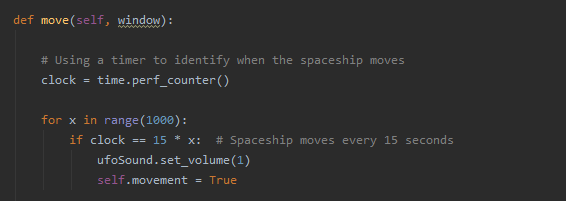 def move(self, window):
# Using a timer to identify when the spaceship moves
clock = time.perf_counter()
for x in range(1000):
if clock == 15 * x:  # Spaceship moves every 15 seconds
ufoSound.set_volume(1)
self.movement = True